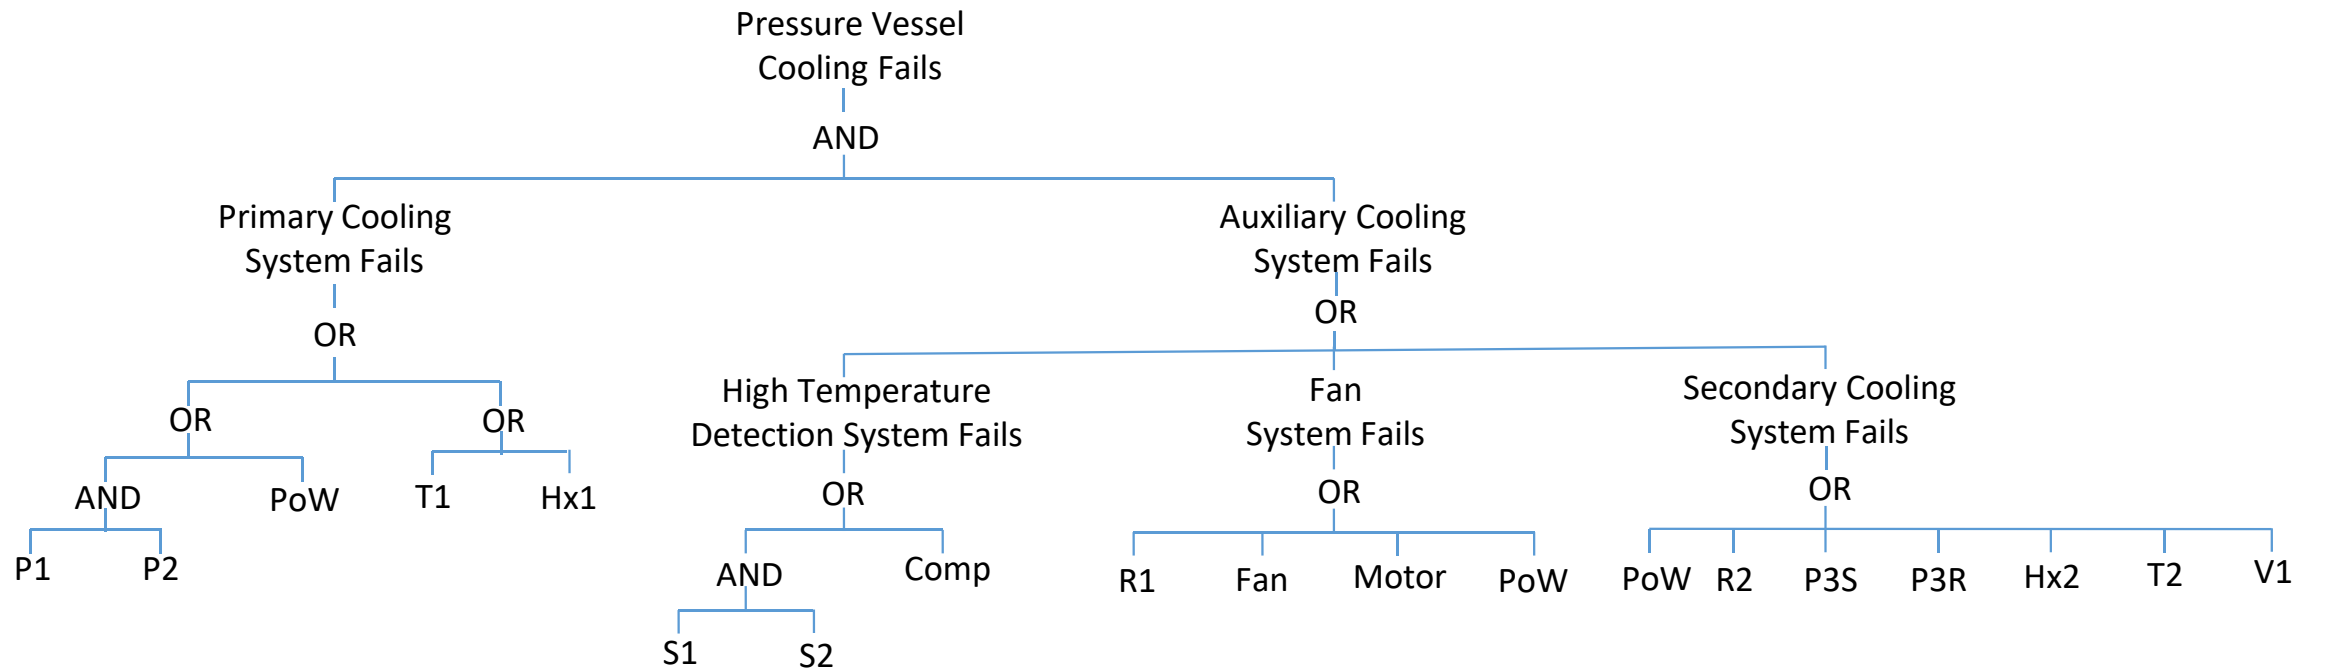 Pressure Vessel
Cooling Fails
AND
Primary Cooling
System Fails
Auxiliary Cooling
System Fails
OR
OR
High Temperature
Detection System Fails
Fan
System Fails
Secondary Cooling
System Fails
OR
OR
AND
PoW
T1
Hx1
OR
OR
OR
P1
P2
AND
Comp
R1
Fan
Motor
PoW
PoW
R2
P3S
P3R
Hx2
T2
V1
S1
S2